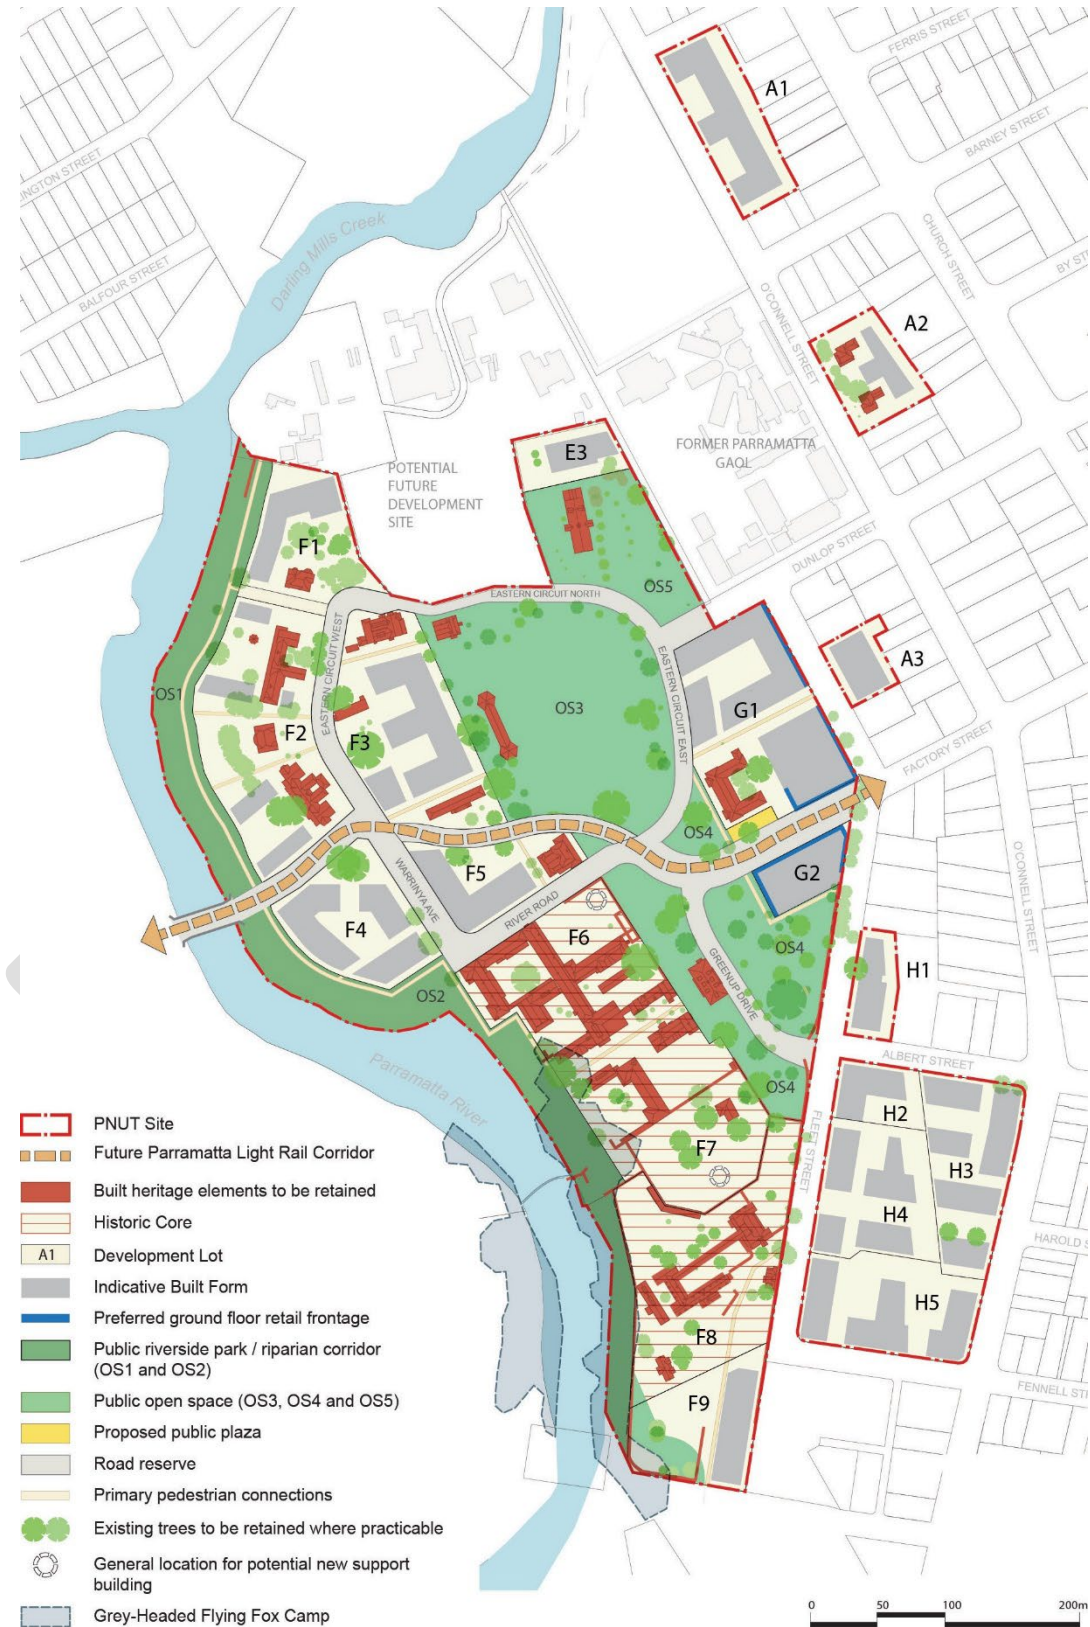 FERRIS STREET
A1
BARNEY STREET
LINGTON STREET
CHURCH STREET
Darling Mills Creek
BALFOUR STREET
BY ST
O'CONNELL STREET
A2
E3
FORMER PARRAMATTA
GAOL
POTENTIAL
FUTURE
DEVELOPMENT
SITE
F1
DUNLOP STREET
OS5
EASTERN CIRCUIT NORTH
A3
OS1
EASTERN CIRCUIT WEST
EASTERN CIRCUIT EAST
OS3
G1
F2
F3
FACTORY STREET
OS4
G2
F5
WARRINYA AVE
RIVER ROAD
O'CONNELL STREET
F4
F6
OS4
GREENUP DRIVE
H1
OS2
ALBERT STREET
Parramatta River
OS4
H2
FLEET STREET
F7
H3
H4
HAROLD S
H5
F8
FENNELL ST
F9
PNUT Site
Future Parramatta Light Rail Corridor
Built heritage elements to be retained
Historic Core
A1
Development Lot
Indicative Built Form
Preferred ground floor retail frontage
Public riverside park / riparian corridor
(OS1 and OS2)
Public open space (OS3, OS4 and OS5)
Proposed public plaza
Road reserve
Primary pedestrian connections
Existing trees to be retained where practicable
General location for potential new support
building
Grey-Headed Flying Fox Camp
0 50 100 200m